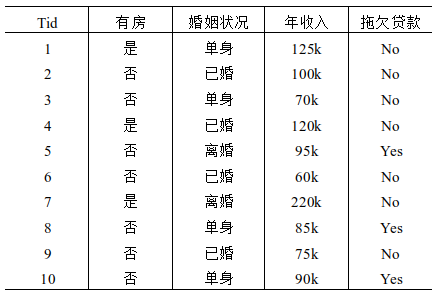 Tid 有房 婚姻状况 年收入 拖欠贷款
1 是 单身 125k No
2 否 已婚 100k No
3 否 单身 70k No
4 是 已婚 120k No
5 否 离婚 95k Yes
6 否 已婚 60k No
7 是 离婚 220k No
8 否 单身 85k Yes
9 否 已婚 75k No
10 否 单身 90k Yes